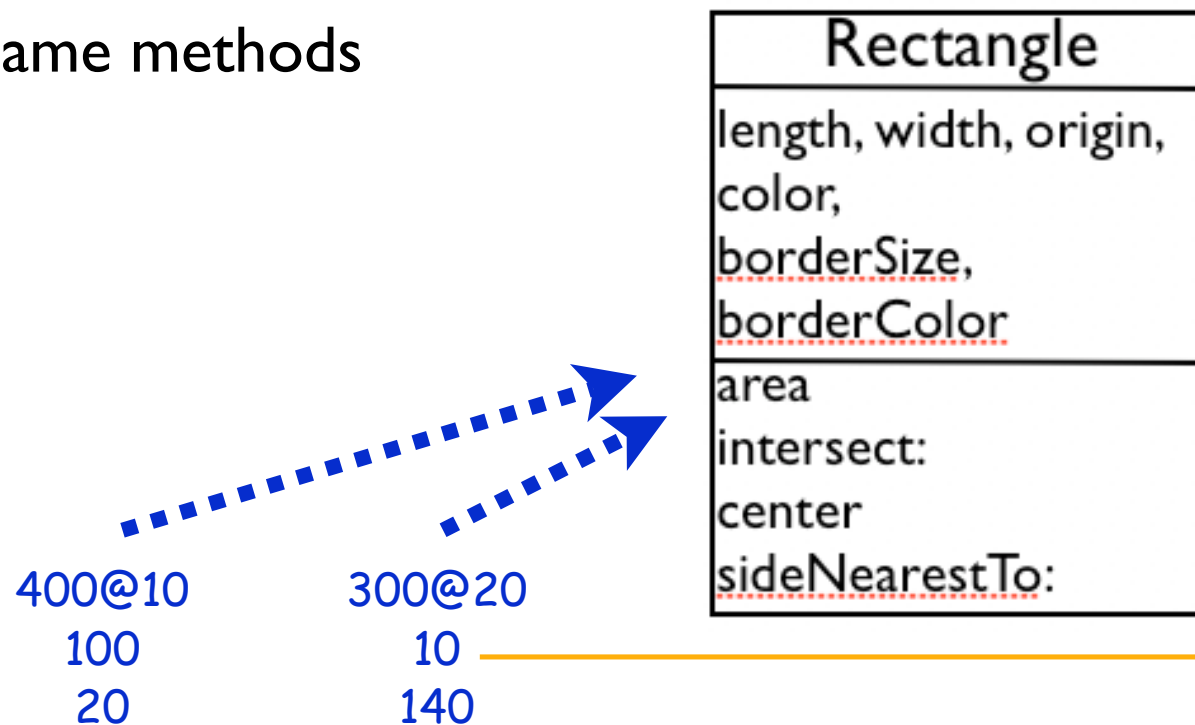 ame methods
Rectangle
length, width, origin,
color,
borderSize,
borderColor
area
intersect:
center
sideNearestTo:
400@10
100
20
300@20
10
140